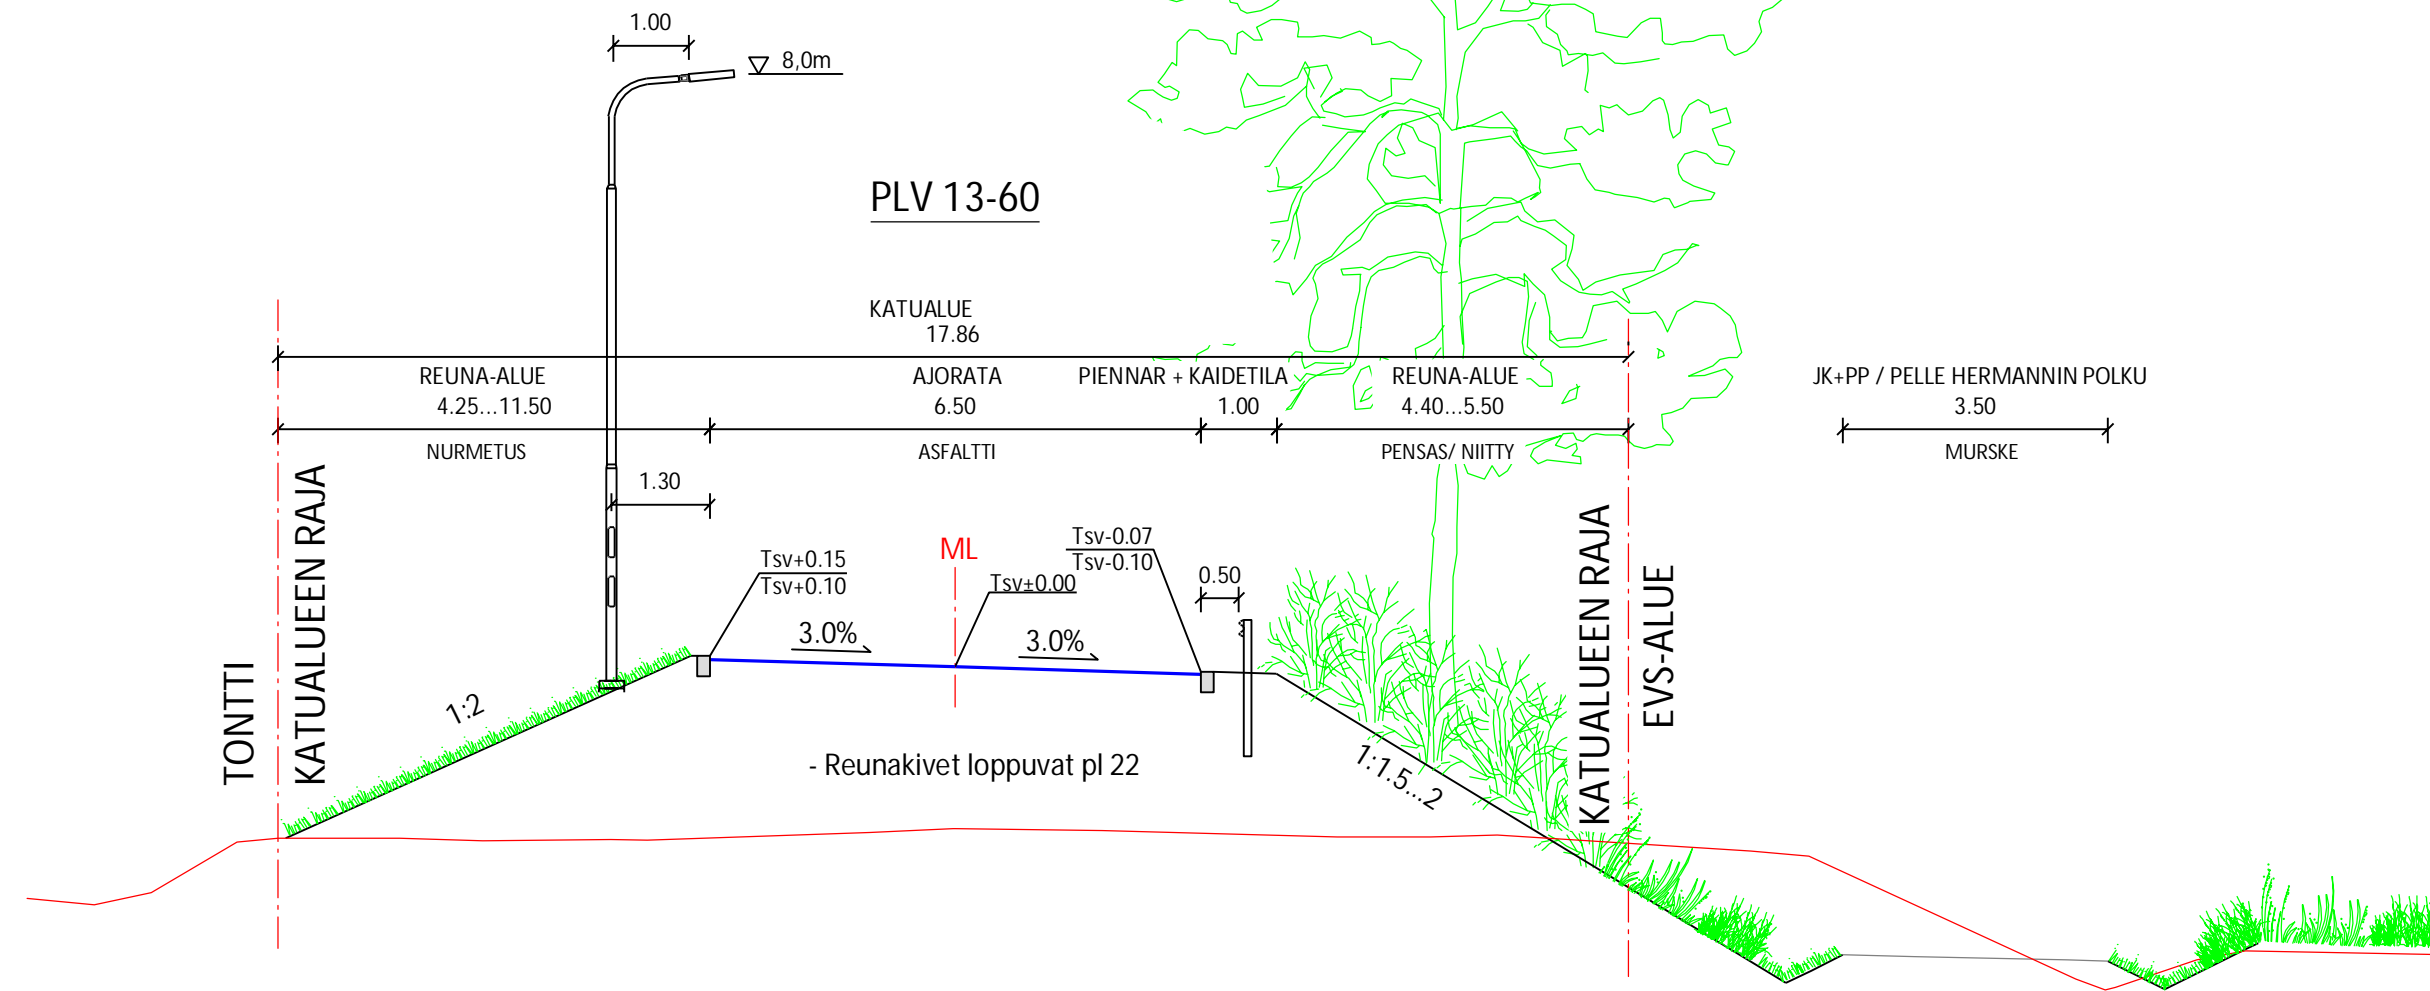 1.00
8,0m
PLV 13-60
KATUALUE
17.86
REUNA-ALUE
4.25...11.50
NURMETUS
AJORATA
6.50
ASFALTTI
PIENNAR + KAIDETILA
1.00
REUNA-ALUE
4.40...5.50
PENSAS/ NIITTY
JK+PP / PELLE HERMANNIN POLKU
3.50
MURSKE
1.30
TONTTI
KATUALUEEN RAJA
Tsv+0.15
Tsv+0.10
ML
Tsv±0.00
Tsv-0.07
Tsv-0.10
0.50
3.0%
3.0%
1:2
1:1.5...2
KATUALUEEN RAJA
EVS-ALUE
- Reunakivet loppuvat pl 22